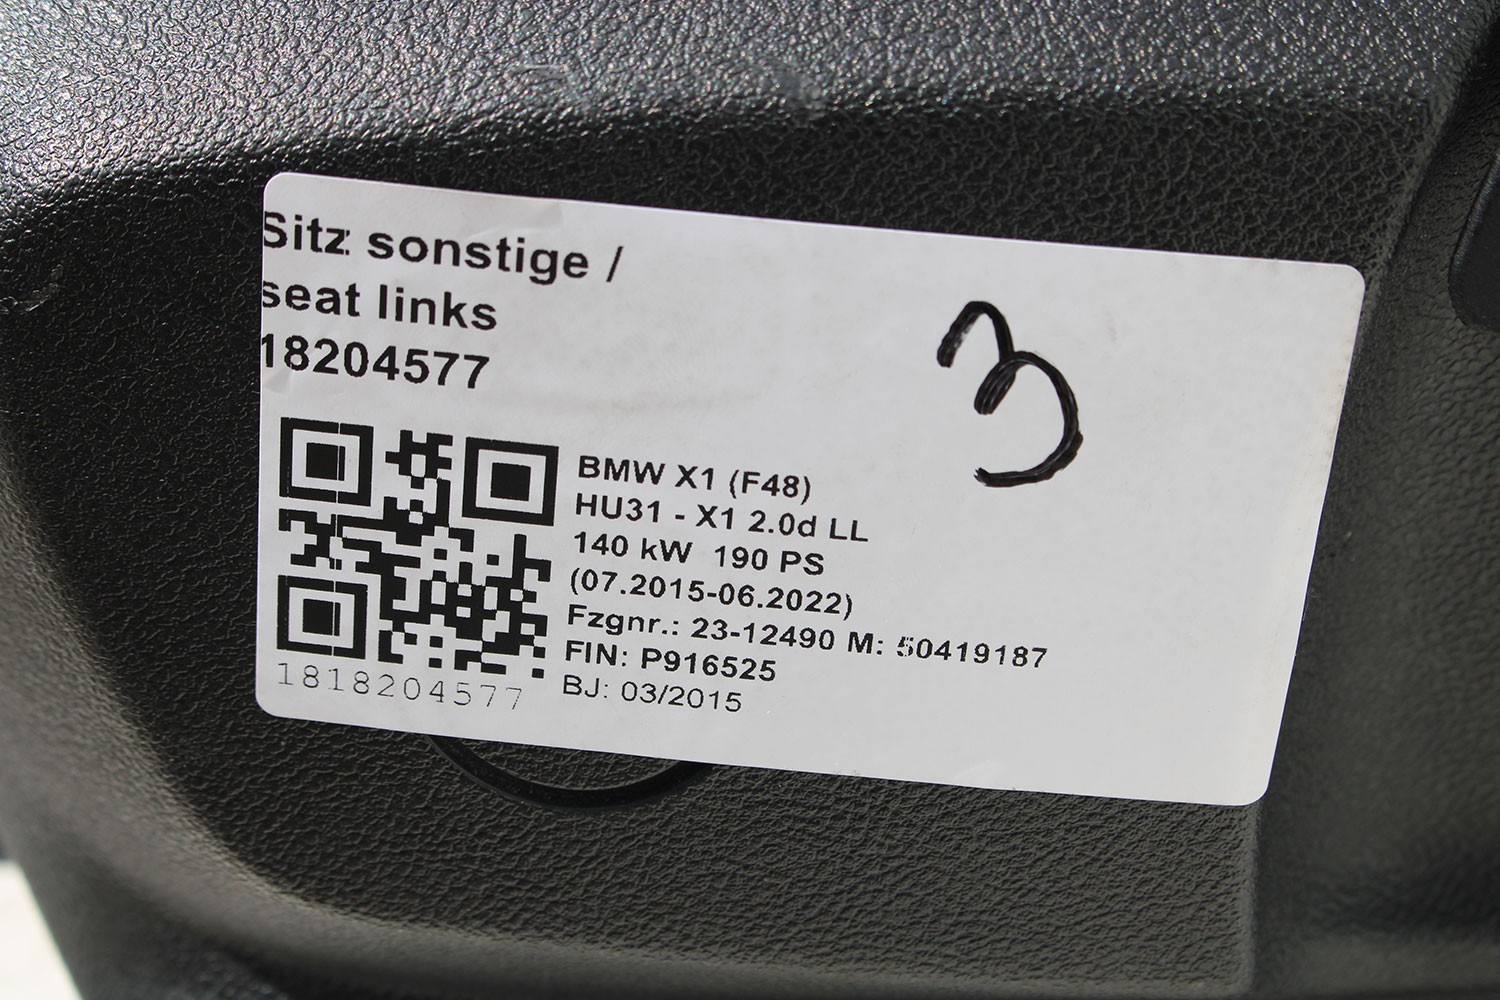 Sitz sonstige /
seat links
18204577
3
BMW X1 (F48)
HU31 - X1 2.0d LL
140 kW 190 PS
(07.2015-06.2022)
Fzgnr.: 23-12490 M: 50419187
FIN: P916525
BJ: 03/2015
1818204577